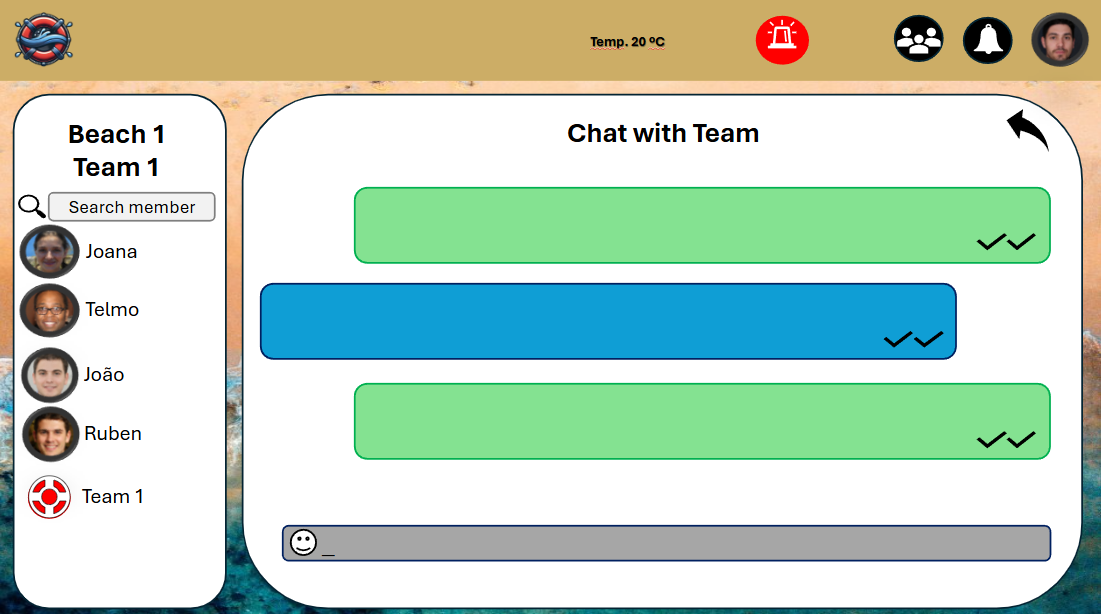 Temp. 20 ºC
Beach 1
Team 1
Search member
Joana
Telmo
João
Ruben
Team 1
Chat with Team
_